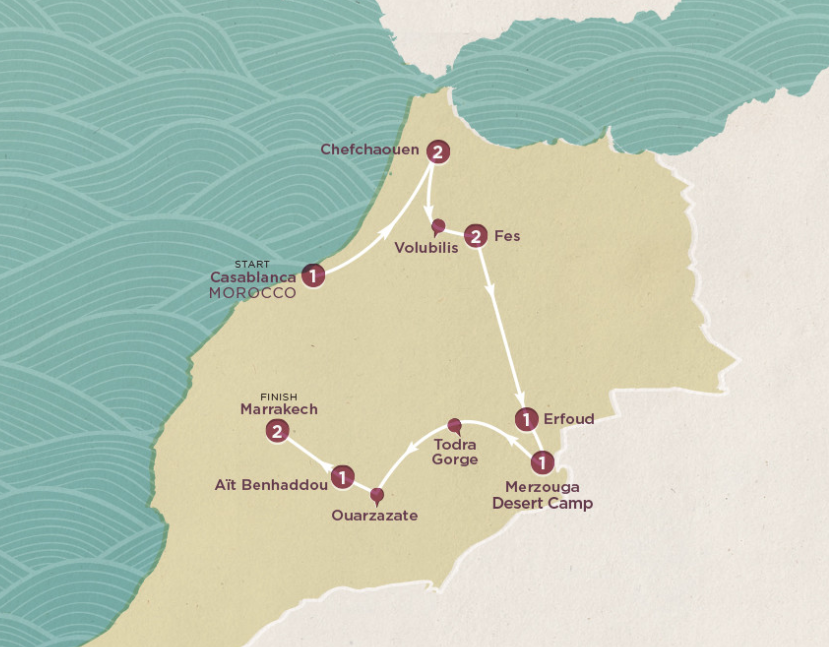 Chefchaouen
2
Volubilis
2
Fes
START
Casablanca
MOROCCO
1
FINISH
Marrakech
2
1
Erfoud
Todra
Gorge
1
Merzouga
Desert Camp
Aït Benhaddou
1
Ouarzazate